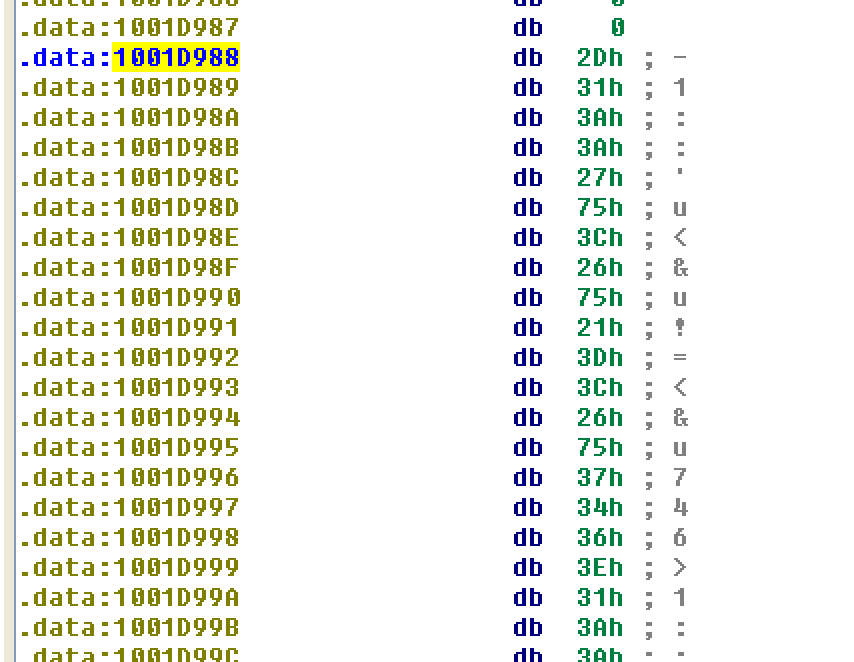 .data:1001D987 db 0
.data:1001D988 db 2Dh ; -
.data:1001D989 db 31h ; 1
.data:1001D98A db 3Ah ; :
.data:1001D98B db 3Ah ; :
.data:1001D98C db 27h ; '
.data:1001D98D db 75h ; u
.data:1001D98E db 3Ch ; <
.data:1001D98F db 26h ; &
.data:1001D990 db 75h ; u
.data:1001D991 db 21h ; !
.data:1001D992 db 3Dh ; =
.data:1001D993 db 3Ch ; <
.data:1001D994 db 26h ; &
.data:1001D995 db 75h ; u
.data:1001D996 db 37h ; 7
.data:1001D997 db 34h ; 4
.data:1001D998 db 36h ; 6
.data:1001D999 db 3Eh ; >
.data:1001D99A db 31h ; 1
.data:1001D99B db 3Ah ; :
.data:1001D99C db 3Ah ; :